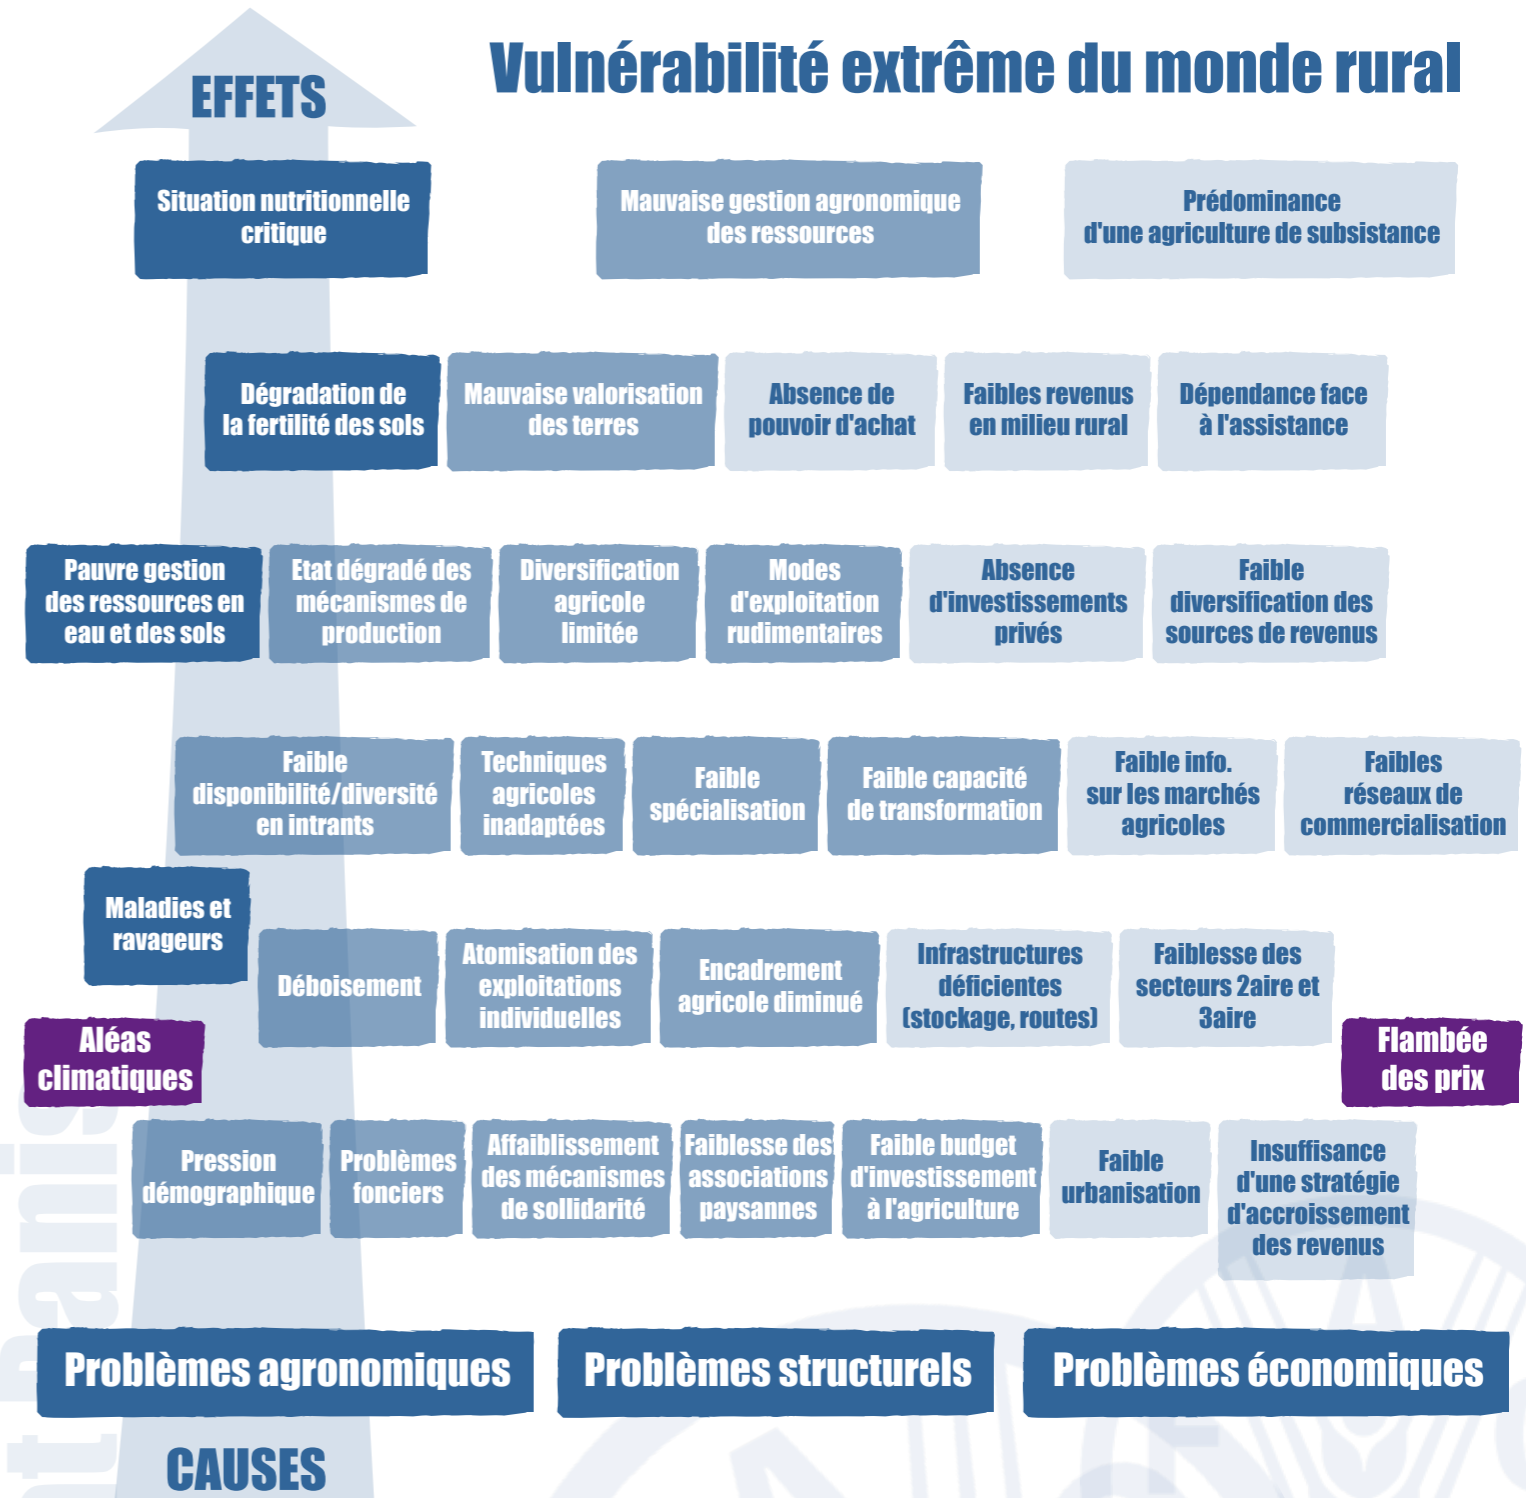 EFFETS
Vulnérabilité extrême du monde rural
Situation nutritionnelle
critique
Mauvaise gestion agronomique
des ressources
Prédominance
d'une agriculture de subsistance
Dégradation de
la fertilité des sols
Mauvaise valorisation
des terres
Absence de
pouvoir d'achat
Faibles revenus
en milieu rural
Dépendance face
à l'assistance
Pauvre gestion
des ressources en
eau et des sols
Etat dégradé des
mécanismes de
production
Diversification
agricole
limitée
Modes
d'exploitation
rudimentaires
Absence
d'investissements
privés
Faible
diversification des
sources de revenus
Faible
disponibilité/diversité
en intrants
Techniques
agricoles
inadaptées
Faible
spécialisation
Faible capacité
de transformation
Faible info.
sur les marchés
agricoles
Faibles
réseaux de
commercialisation
Maladies et
ravageurs
Déboisement
Atomisation des
exploitations
individuelles
Encadrement
agricole diminué
Infrastructures
déficientes
(stockage, routes)
Faiblesse des
secteurs 2aire et
3aire
Aléas
climatiques
Flambée
des prix
Pression
démographique
Problèmes
fonciers
Affaiblissement
des mécanismes
de sollidarité
Faiblesse des
associations
paysannes
Faible budget
d'investissement
à l'agriculture
Faible
urbanisation
Insuffisance
d'une stratégie
d'accroissement
des revenus
Problèmes agronomiques
Problèmes structurels
Problèmes économiques
CAUSES